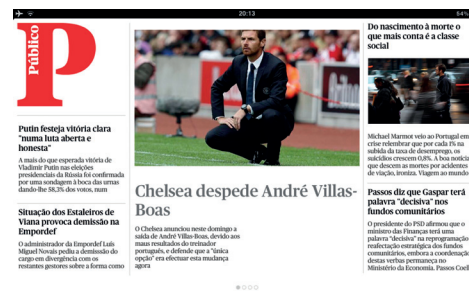 20:13
54%
Público
P
Putin festeja vitória clara
"numa luta aberta e
honesta"
A mais do que esperada vitória de
Vladimir Putin nas eleições
presidenciais da Rússia foi confirmada
por uma sondagem à boca das urnas
dando-lhe 58,3% dos votos, num
Situação dos Estaleiros de
Viana provoca demissão na
Empordef
O administrador da Empordef Luís
Miguel Novais pediu a demissão do
cargo em divergência com os
restantes gestores sobre a forma como
Chelsea despede André Villas-
Boas
O Chelsea anunciou neste domingo a
saída de André Villas-Boas, devido aos
maus resultados do treinador
português, e defende que a "única
opção" era efectuar esta mudança
agora
Do nascimento à morte o
que mais conta é a classe
social
Michael Marmot veio ao Portugal em
crise relembrar que por cada 1% na
subida da taxa de desemprego, os
suicídios crescem 0,8%. A boa notícia
que descem as mortes por acidentes
de viação, ironiza. Viagem ao mundo
Passos diz que Gaspar terá
palavra "decisiva" nos
fundos comunitários
O presidente do PSD afirmou que o
ministro das Finanças terá uma
palavra "decisiva" na reprogramação
reafectação estratégica dos fundos
comunitários, embora a coordenação
destas verbas permaneça no
Ministério da Economia. Passos Coel